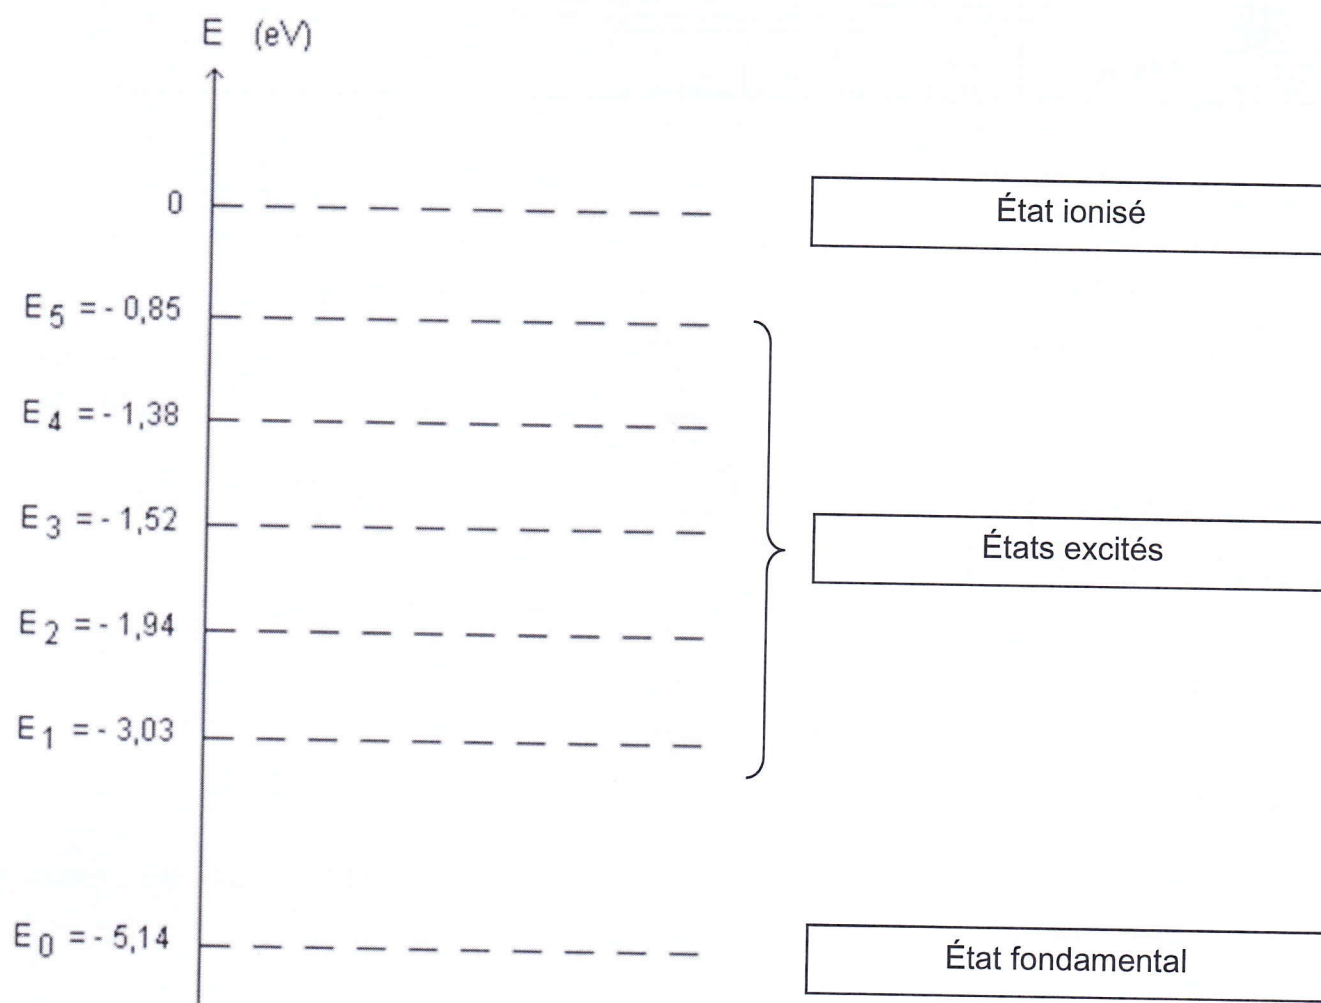 E (eV)
0
État ionisé
E5 = - 0,85
E4 = - 1,38
E3 = - 1,52
États excités
E2 = - 1,94
E1 = - 3,03
E0 = - 5,14
État fondamental